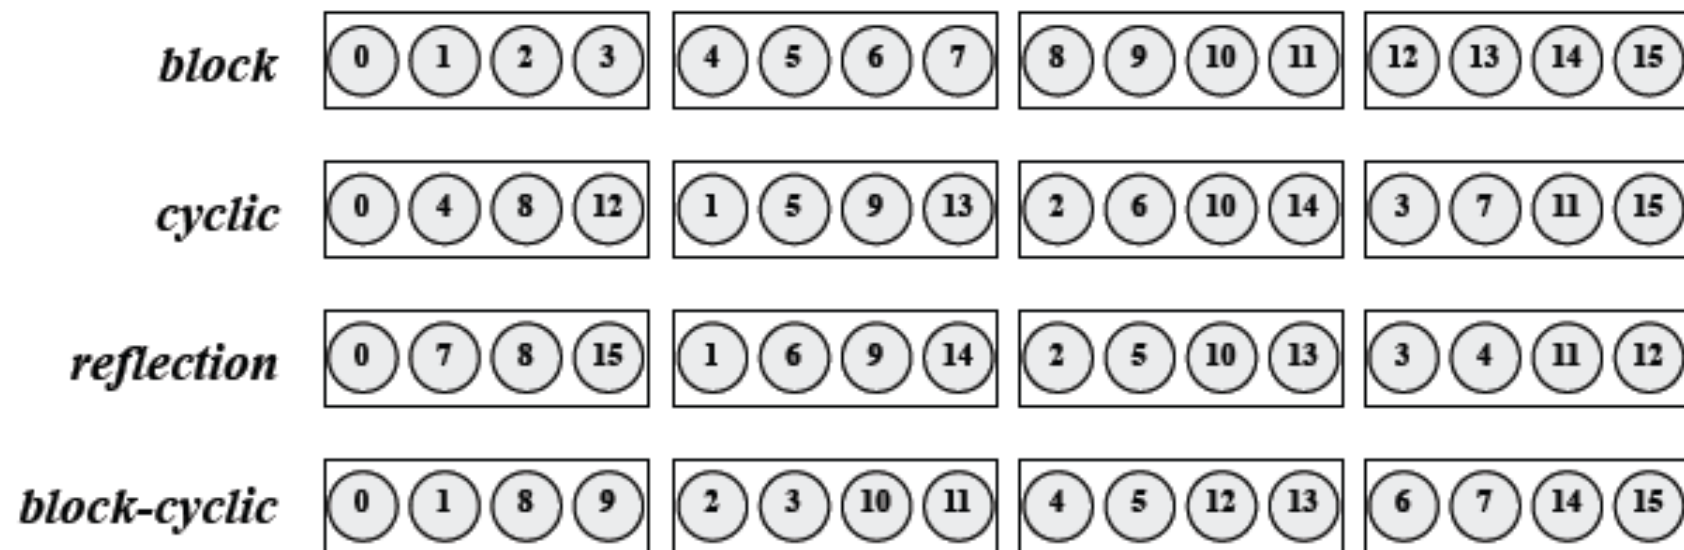 block 0 1 2 3 4 5 6 7 8 9 10 11 12 13 14 15
cyclic 0 4 8 12 1 5 9 13 2 6 10 14 3 7 11 15
reflection 0 7 8 15 1 6 9 14 2 5 10 13 3 4 11 12
block-cyclic 0 1 8 9 2 3 10 11 4 5 12 13 6 7 14 15